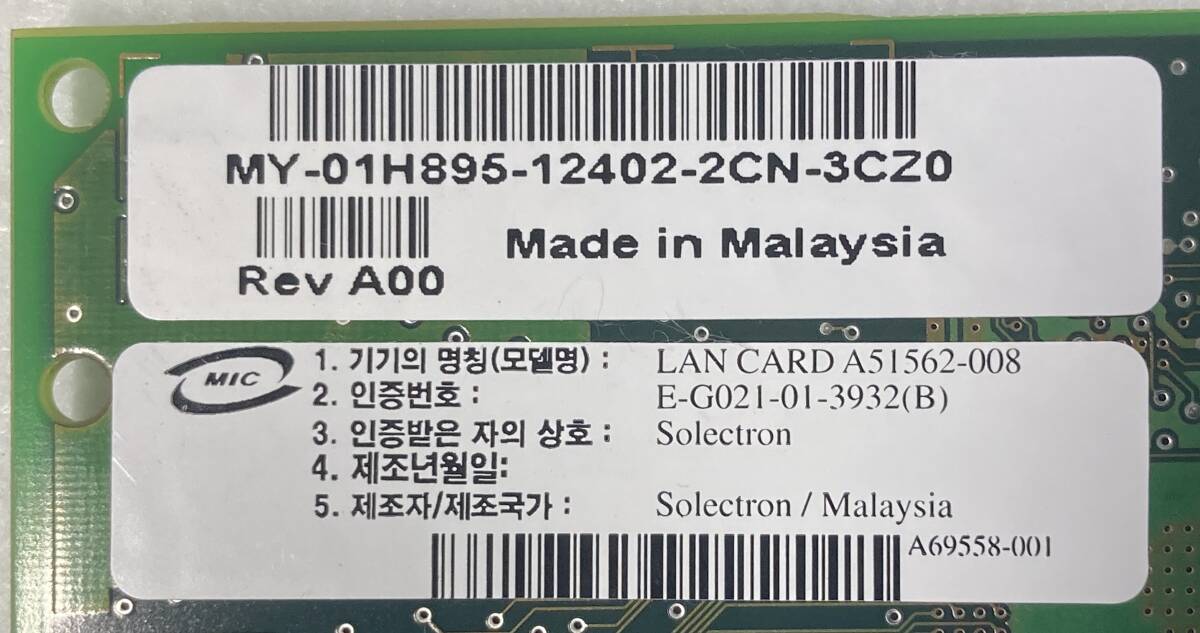 MY-01H895-12402-2CN-3CZ0
Made in Malaysia
Rev A00
MIC
1. 기기의 명칭(모델명) : LAN CARD A51562-008
2. 인증번호 : E-G021-01-3932(B)
3. 인증받은 자의 상호 : Solectron
4. 제조년월일:
5. 제조자/제조국가 : Solectron / Malaysia
A69558-001